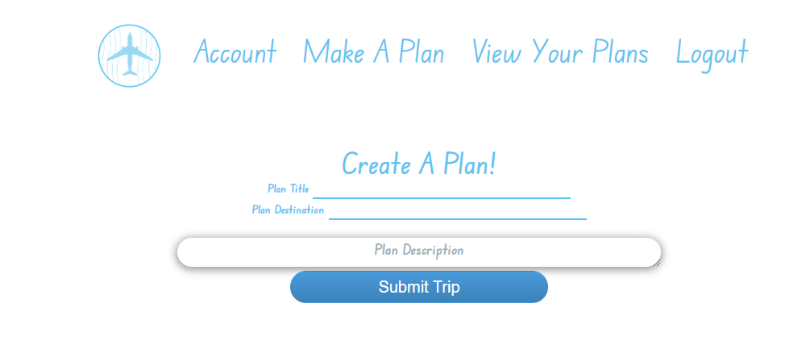 Account Make A Plan View Your Plans Logout
Create A Plan!
Plan Title
Plan Destination
Plan Description
Submit Trip